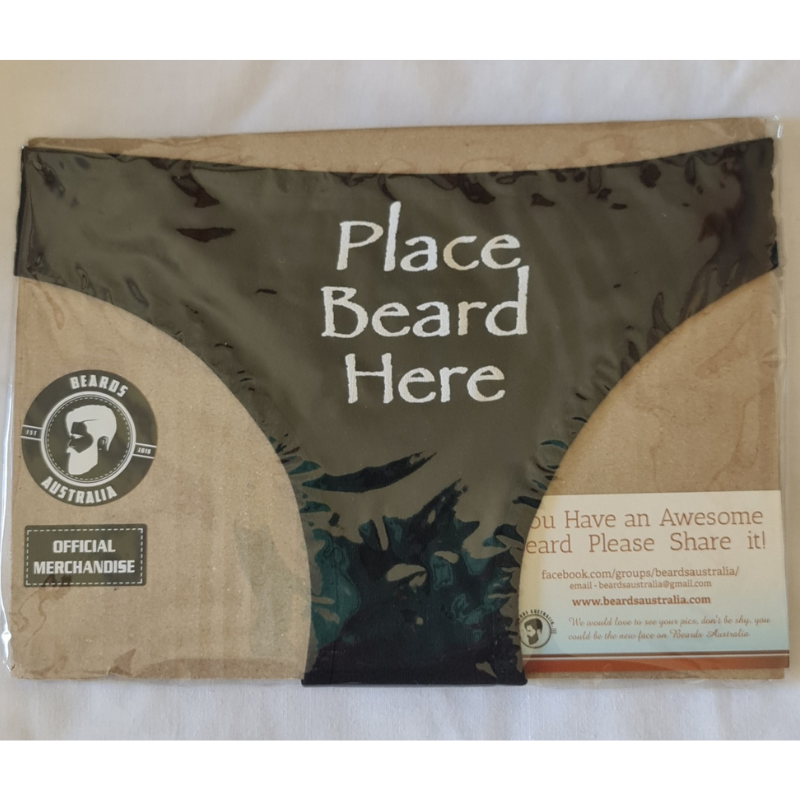 Place
Beard
Here
BEARDS
EST
2018
AUSTRALIA
OFFICIAL
MERCHANDISE
ou Have an Awesome
eard Please Share it!
facebook.com/groups/beardsaustralia/
email - beardsaustralia@gmail.com
www.beardsaustralia.com
We would love to see your pics, don't be shy, you
could be the new face on Beards Australia